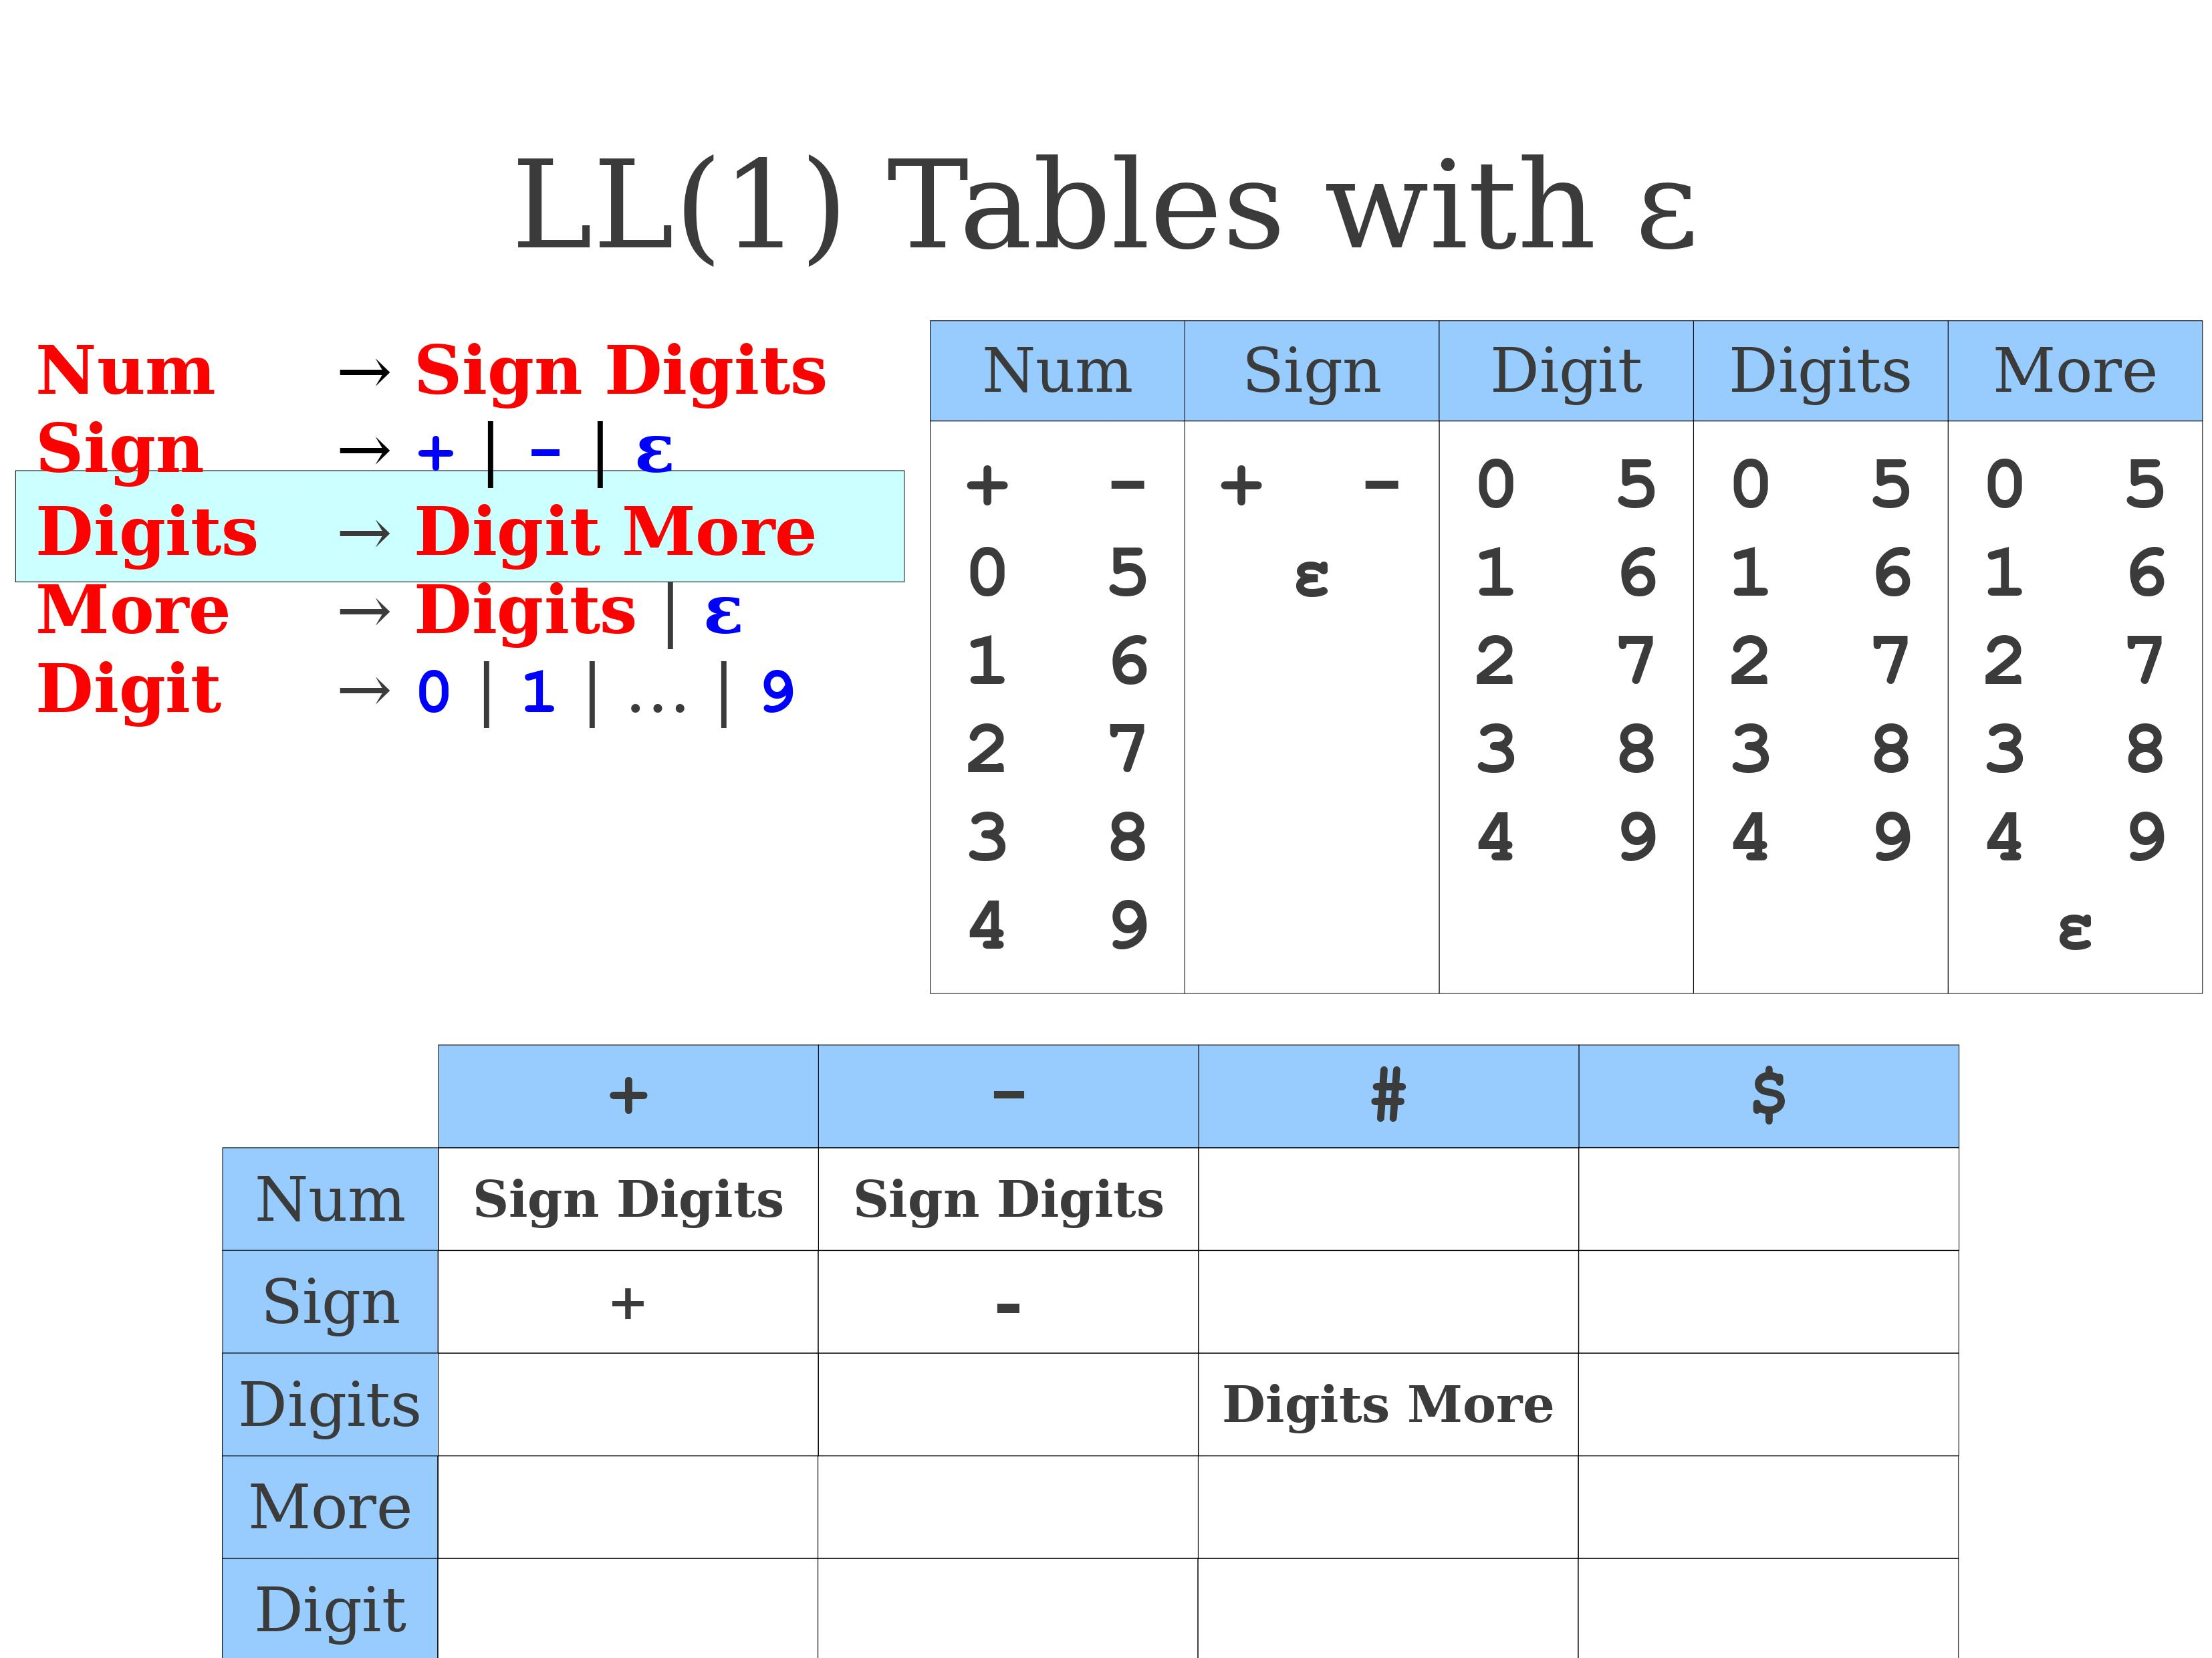 LL(1) Tables with ε
Num → Sign Digits
Sign → + | - | ε
Digits → Digit More
More → Digits | ε
Digit → 0 | 1 | … | 9
Num Sign Digit Digits More
+ - + - 0 5 0 5 0 5
0 5 ε 1 6 1 6 1 6
1 6 2 7 2 7 2 7
2 7 3 8 3 8 3 8
3 8 4 9 4 9 4 9
4 9 ε
+ - # $
Num Sign Digits Sign Digits
Sign + -
Digits Digits More
More
Digit